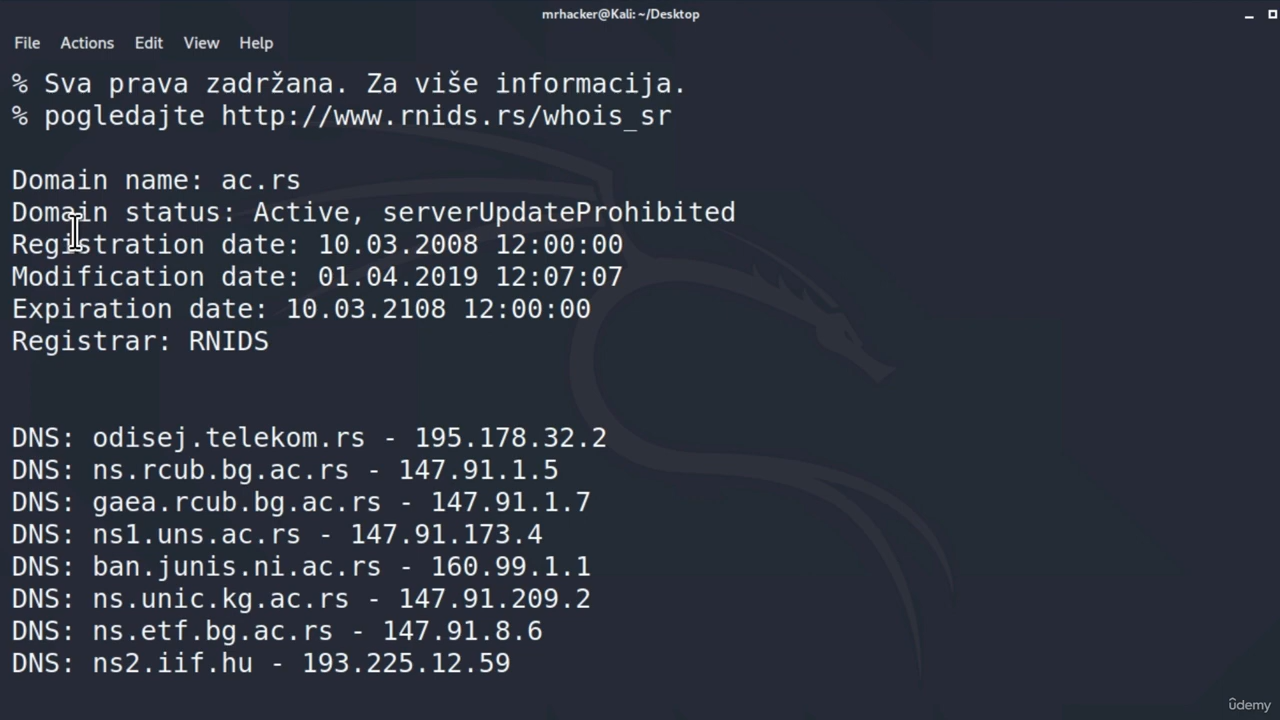 mrhacker@Kali: ~/Desktop
File Actions Edit View Help
% Sva prava zadržana. Za više informacija.
% pogledajte http://www.rnids.rs/whois_sr
Domain name: ac.rs
Domain status: Active, serverUpdateProhibited
Registration date: 10.03.2008 12:00:00
Modification date: 01.04.2019 12:07:07
Expiration date: 10.03.2108 12:00:00
Registrar: RNIDS
DNS: odisej.telekom.rs - 195.178.32.2
DNS: ns.rcub.bg.ac.rs - 147.91.1.5
DNS: gaea.rcub.bg.ac.rs - 147.91.1.7
DNS: ns1.uns.ac.rs - 147.91.173.4
DNS: ban.junis.ni.ac.rs - 160.99.1.1
DNS: ns.unic.kg.ac.rs - 147.91.209.2
DNS: ns.etf.bg.ac.rs - 147.91.8.6
DNS: ns2.iif.hu - 193.225.12.59
ûdemy